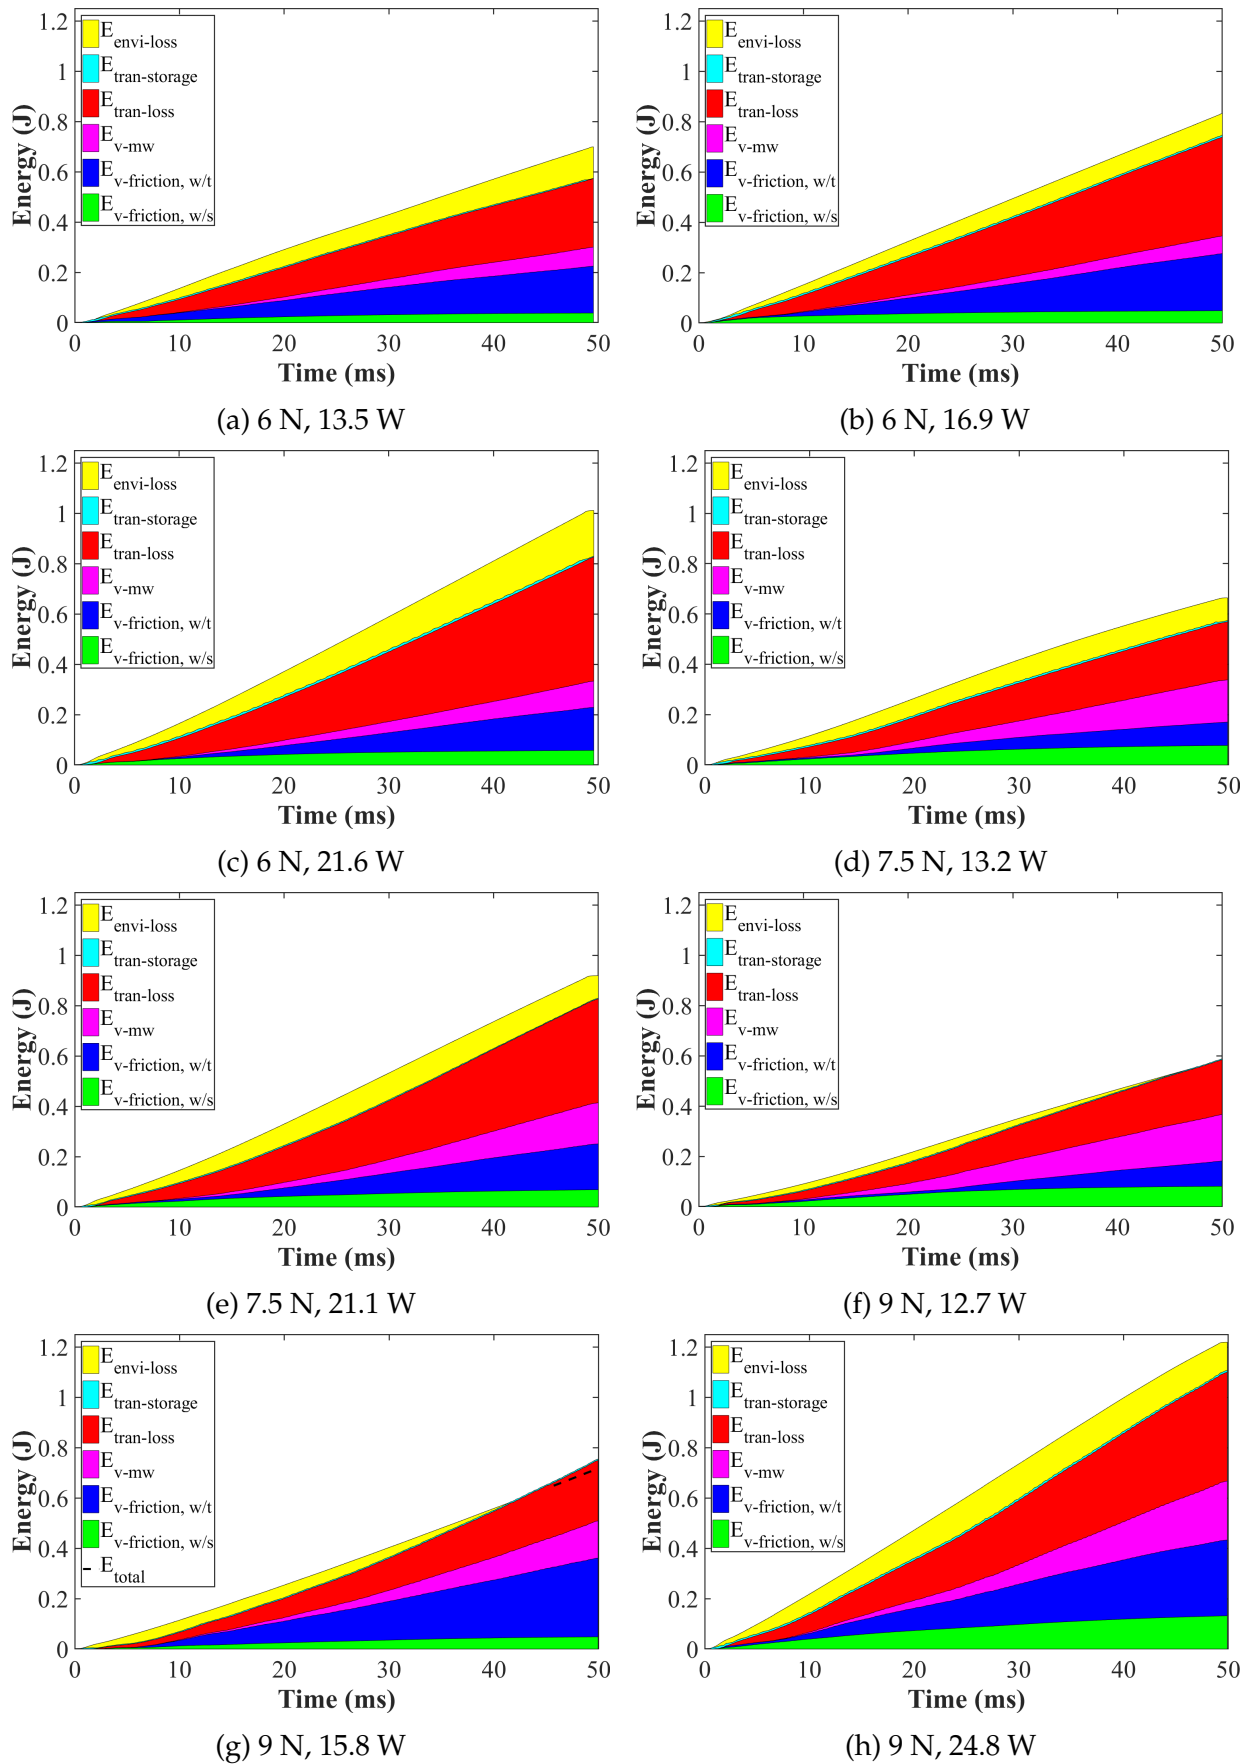 1.2
1
0.8
0.6
0.4
0.2
0
Energy (J)
E envi-loss
E tran-storage
E tran-loss
E v-mw
E v-friction, w/t
E v-friction, w/s
0 10 20 30 40 50
Time (ms)
(a) 6 N, 13.5 W
1.2
1
0.8
0.6
0.4
0.2
0
Energy (J)
E envi-loss
E tran-storage
E tran-loss
E v-mw
E v-friction, w/t
E v-friction, w/s
0 10 20 30 40 50
Time (ms)
(b) 6 N, 16.9 W
1.2
1
0.8
0.6
0.4
0.2
0
Energy (J)
E envi-loss
E tran-storage
E tran-loss
E v-mw
E v-friction, w/t
E v-friction, w/s
0 10 20 30 40 50
Time (ms)
(c) 6 N, 21.6 W
1.2
1
0.8
0.6
0.4
0.2
0
Energy (J)
E envi-loss
E tran-storage
E tran-loss
E v-mw
E v-friction, w/t
E v-friction, w/s
0 10 20 30 40 50
Time (ms)
(d) 7.5 N, 13.2 W
1.2
1
0.8
0.6
0.4
0.2
0
Energy (J)
E envi-loss
E tran-storage
E tran-loss
E v-mw
E v-friction, w/t
E v-friction, w/s
0 10 20 30 40 50
Time (ms)
(e) 7.5 N, 21.1 W
1.2
1
0.8
0.6
0.4
0.2
0
Energy (J)
E envi-loss
E tran-storage
E tran-loss
E v-mw
E v-friction, w/t
E v-friction, w/s
0 10 20 30 40 50
Time (ms)
(f) 9 N, 12.7 W
1.2
1
0.8
0.6
0.4
0.2
0
Energy (J)
E envi-loss
E tran-storage
E tran-loss
E v-mw
E v-friction, w/t
E v-friction, w/s
E total
0 10 20 30 40 50
Time (ms)
(g) 9 N, 15.8 W
1.2
1
0.8
0.6
0.4
0.2
0
Energy (J)
E envi-loss
E tran-storage
E tran-loss
E v-mw
E v-friction, w/t
E v-friction, w/s
0 10 20 30 40 50
Time (ms)
(h) 9 N, 24.8 W